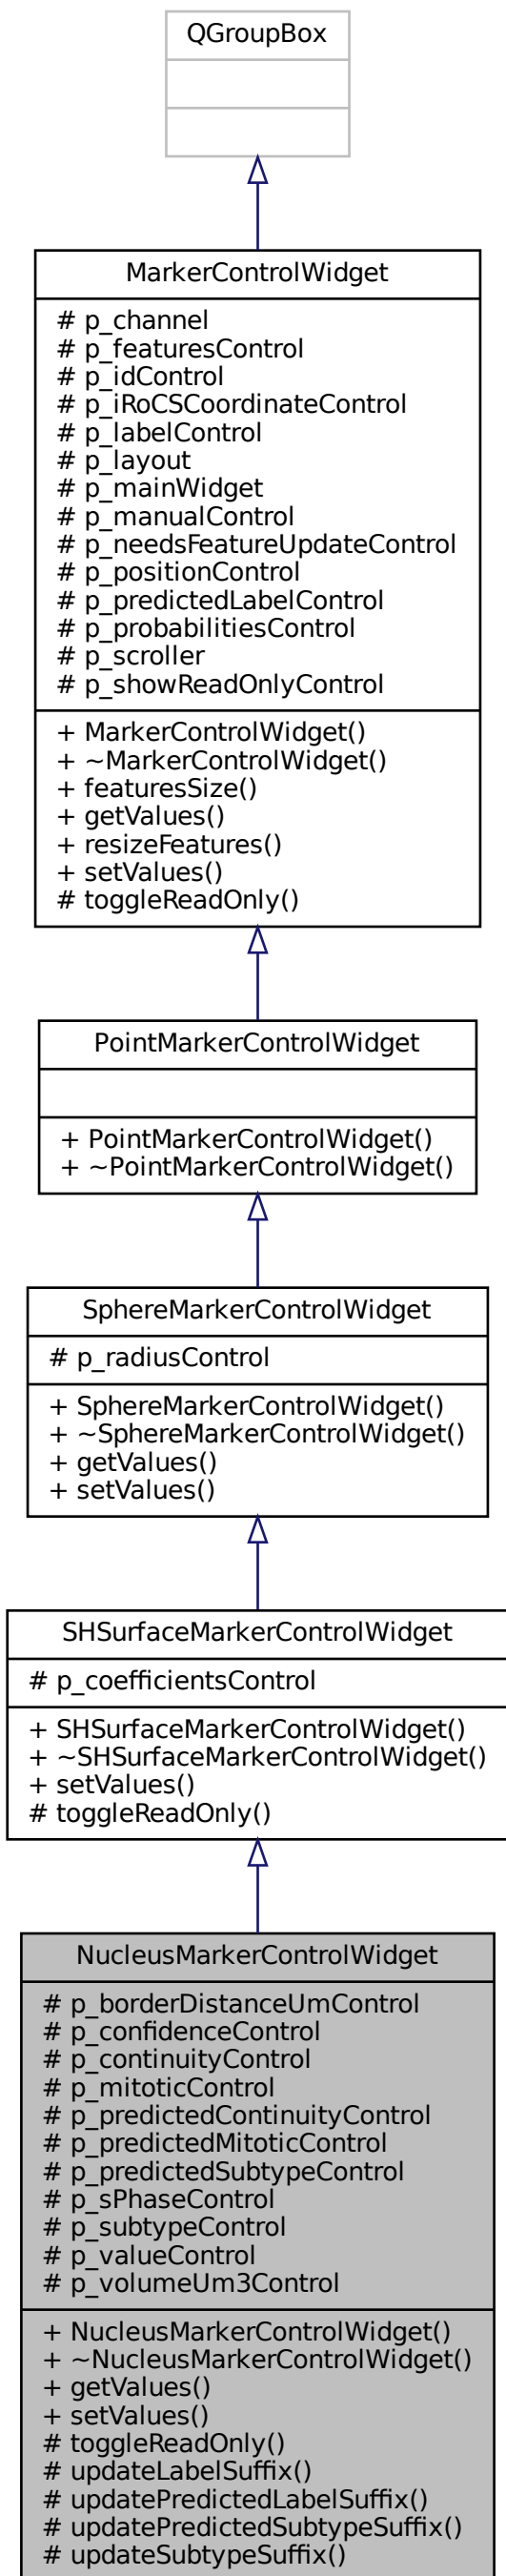 QGroupBox
MarkerControlWidget
# p_channel
# p_featuresControl
# p_idControl
# p_iRoCSCoordinateControl
# p_labelControl
# p_layout
# p_mainWidget
# p_manualControl
# p_needsFeatureUpdateControl
# p_positionControl
# p_predictedLabelControl
# p_probabilitiesControl
# p_scroller
# p_showReadOnlyControl
+ MarkerControlWidget()
+ ~MarkerControlWidget()
+ featuresSize()
+ getValues()
+ resizeFeatures()
+ setValues()
# toggleReadOnly()
PointMarkerControlWidget
+ PointMarkerControlWidget()
+ ~PointMarkerControlWidget()
SphereMarkerControlWidget
# p_radiusControl
+ SphereMarkerControlWidget()
+ ~SphereMarkerControlWidget()
+ getValues()
+ setValues()
SHSurfaceMarkerControlWidget
# p_coefficientsControl
+ SHSurfaceMarkerControlWidget()
+ ~SHSurfaceMarkerControlWidget()
+ setValues()
# toggleReadOnly()
NucleusMarkerControlWidget
# p_borderDistanceUmControl
# p_confidenceControl
# p_continuityControl
# p_mitoticControl
# p_predictedContinuityControl
# p_predictedMitoticControl
# p_predictedSubtypeControl
# p_sPhaseControl
# p_subtypeControl
# p_valueControl
# p_volumeUm3Control
+ NucleusMarkerControlWidget()
+ ~NucleusMarkerControlWidget()
+ getValues()
+ setValues()
# toggleReadOnly()
# updateLabelSuffix()
# updatePredictedLabelSuffix()
# updatePredictedSubtypeSuffix()
# updateSubtypeSuffix()